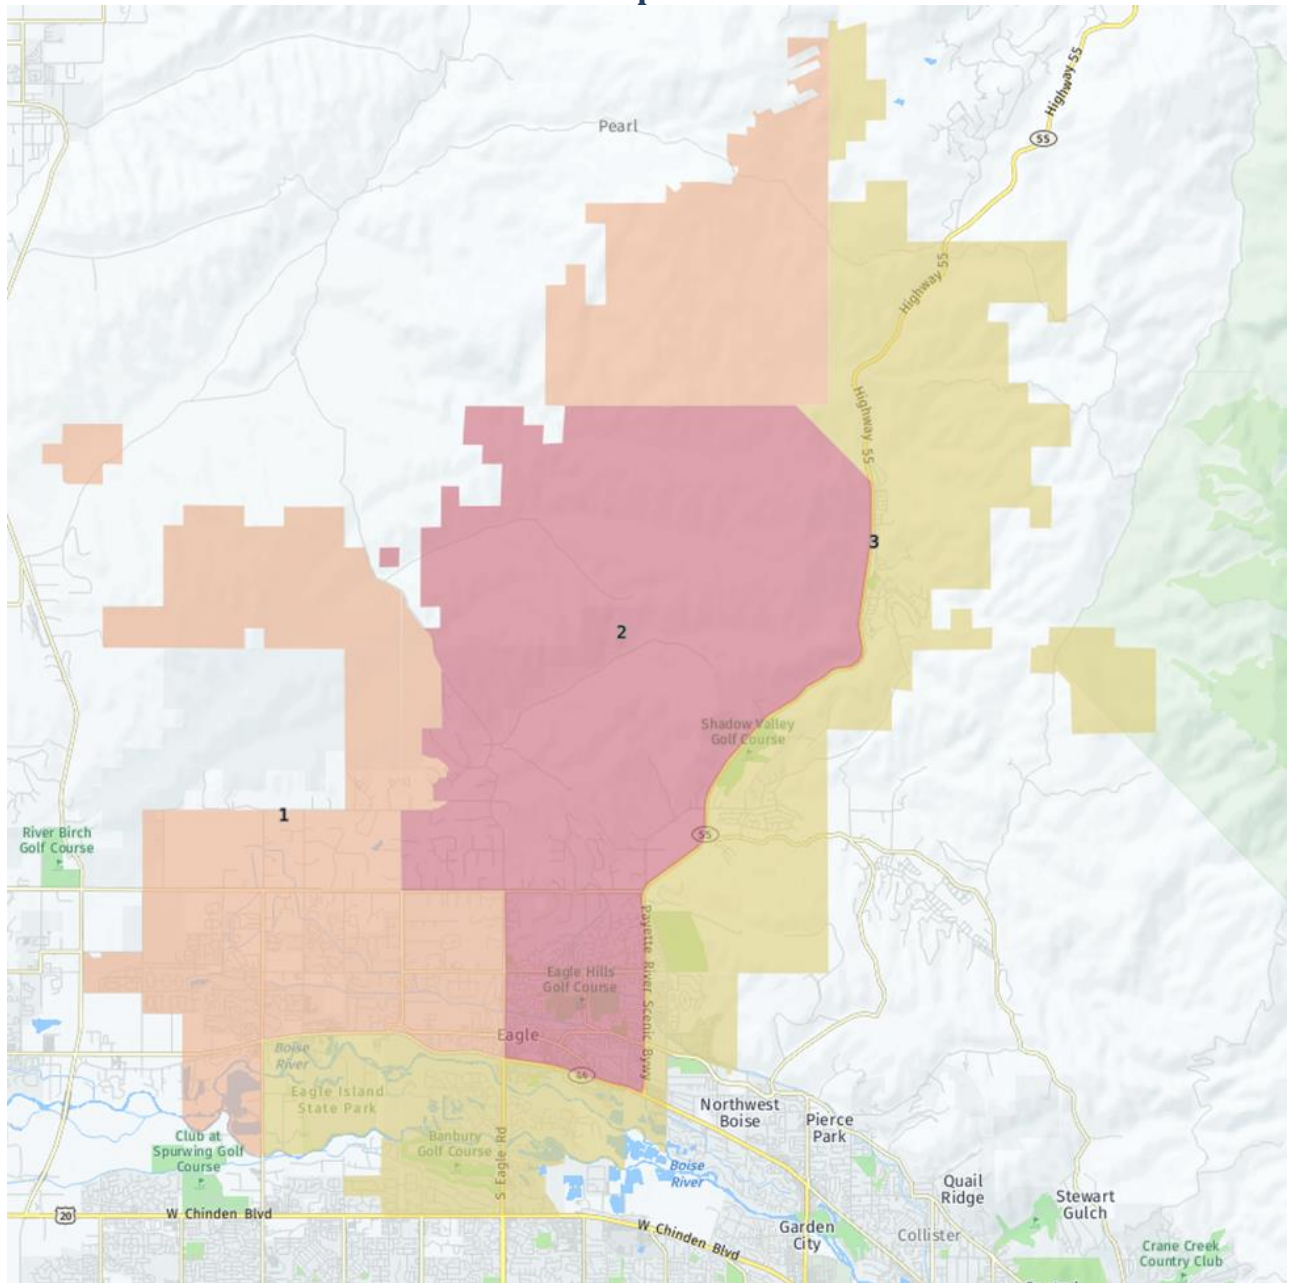 Highway 55
55
Pearl
Highway 55
Highway 55
3
2
Shadow Valley
Golf Course
1
River Birch
Golf Course
55
Payette River Scenic Bywy
Eagle Hills
Golf Course
Eagle
Boise
River
Eagle Island
State Park
Northwest
Boise
Pierce
Park
Club at
Spurwing Golf
Course
Banbury
Golf Course
S Eagle Rd
Boise
River
Quail
Ridge
Stewart
Gulch
20
W Chinden Blvd
W Chinden Blvd
Garden
City
Collister
Crane Creek
Country Club